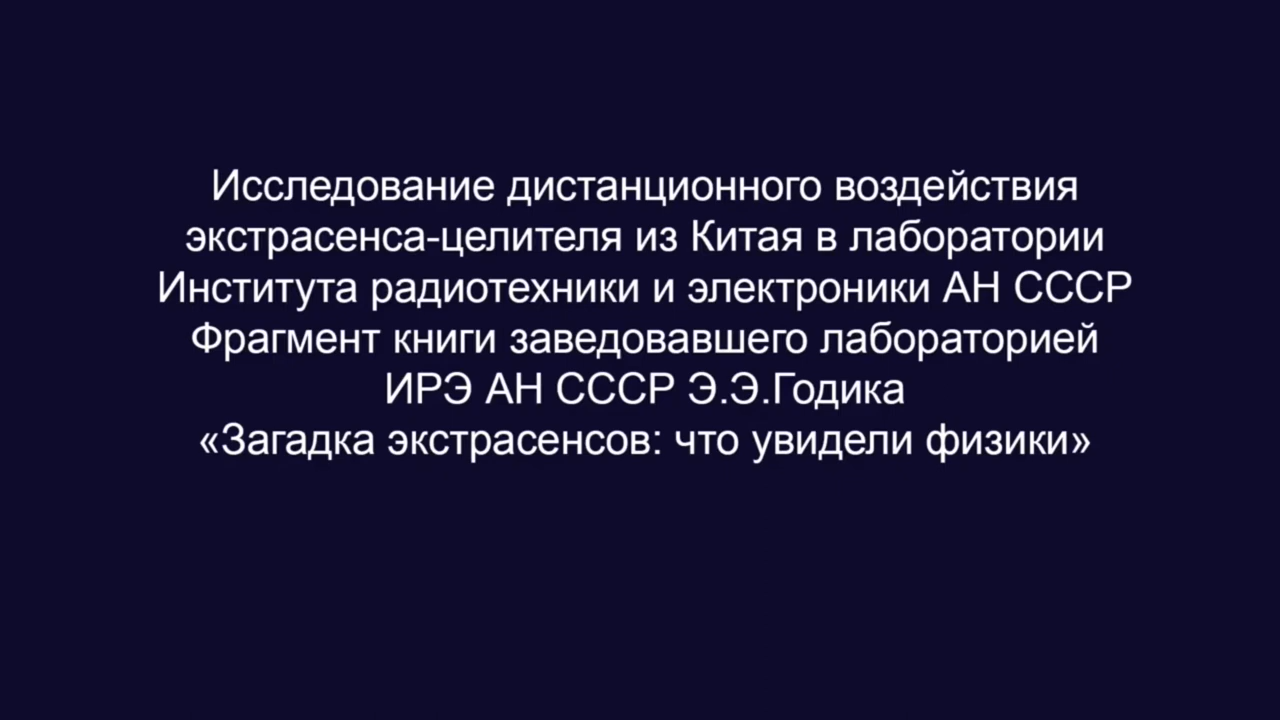 Исследование дистанционного воздействия
экстрасенса-целителя из Китая в лаборатории
Института радиотехники и электроники АН СССР
Фрагмент книги заведовавшего лабораторией
ИРЭ АН СССР Э.Э.Годика
«Загадка экстрасенсов: что увидели физики»